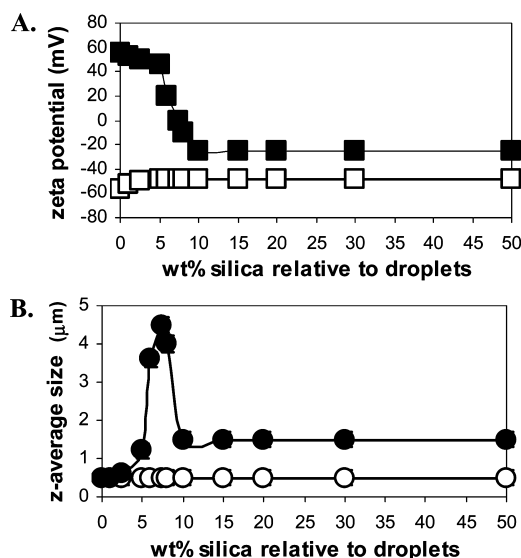 A.
zeta potential (mV)
80
60
40
20
0
-20
-40
-60
-80
0 5 10 15 20 25 30 35 40 45 50
wt% silica relative to droplets
B.
z-average size (μm)
5
4
3
2
1
0
0 5 10 15 20 25 30 35 40 45 50
wt% silica relative to droplets